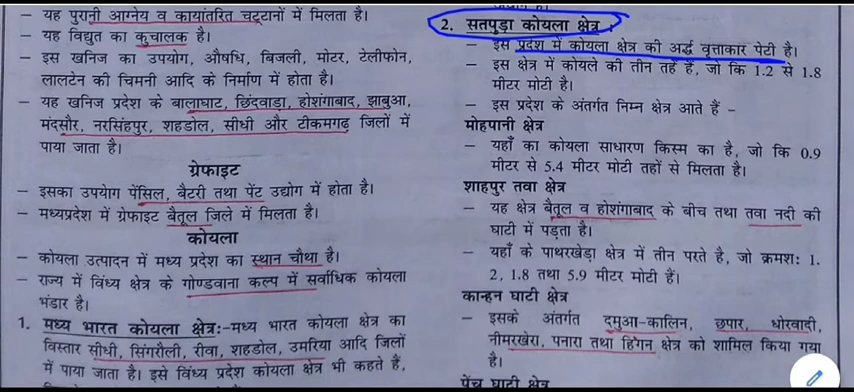 – यह पुरानी आग्नेय व कायांतरित चट्टानों में मिलता है।
– यह विद्युत का कुचालक है।
– इस खनिज का उपयोग, औषधि, बिजली, मोटर, टेलीफोन,
लालटेन की चिमनी आदि के निर्माण में होता है।
– यह खनिज प्रदेश के बालाघाट, छिंदवाड़ा, होशंगाबाद, झाबुआ,
मंदसौर, नरसिंहपुर, शहडोल, सीधी और टीकमगढ़ जिलों में
पाया जाता है।
ग्रेफाइट
– इसका उपयोग पेंसिल, बैटरी तथा पेंट उद्योग में होता है।
– मध्यप्रदेश में ग्रेफाइट बैतूल जिले में मिलता है।
कोयला
– कोयला उत्पादन में मध्य प्रदेश का स्थान चौथा है।
– राज्य में विंध्य क्षेत्र के गोण्डवाना कल्प में सर्वाधिक कोयला
भंडार है।
1. मध्य भारत कोयला क्षेत्र:-मध्य भारत कोयला क्षेत्र का
विस्तार सीधी, सिंगरौली, रीवा, शहडोल, उमरिया आदि जिलों
में पाया जाता है। इसे विंध्य प्रदेश कोयला क्षेत्र भी कहते हैं,
2. सतपुड़ा कोयला क्षेत्र :
– इस प्रदेश में कोयला क्षेत्र की अर्द्ध वृत्ताकार पेटी है।
– इस क्षेत्र में कोयले की तीन तहें हैं, जो कि 1.2 से 1.8
मीटर मोटी है।
– इस प्रदेश के अंतर्गत निम्न क्षेत्र आते हैं –
मोहपानी क्षेत्र
– यहाँ का कोयला साधारण किस्म का है, जो कि 0.9
मीटर से 5.4 मीटर मोटी तहों से मिलता है।
शाहपुर तवा क्षेत्र
– यह क्षेत्र बैतूल व होशंगाबाद के बीच तथा तवा नदी की
घाटी में पड़ता है।
– यहाँ के पाथरखेड़ा क्षेत्र में तीन परते है, जो क्रमश: 1.
2, 1.8 तथा 5.9 मीटर मोटी हैं।
कान्हन घाटी क्षेत्र
– इसके अंतर्गत दमुआ-कालिन, छपार, धोरवादी,
नीमरखेरा, पनारा तथा हिंगन क्षेत्र को शामिल किया गया
है।
पेंच घाटी क्षेत्र